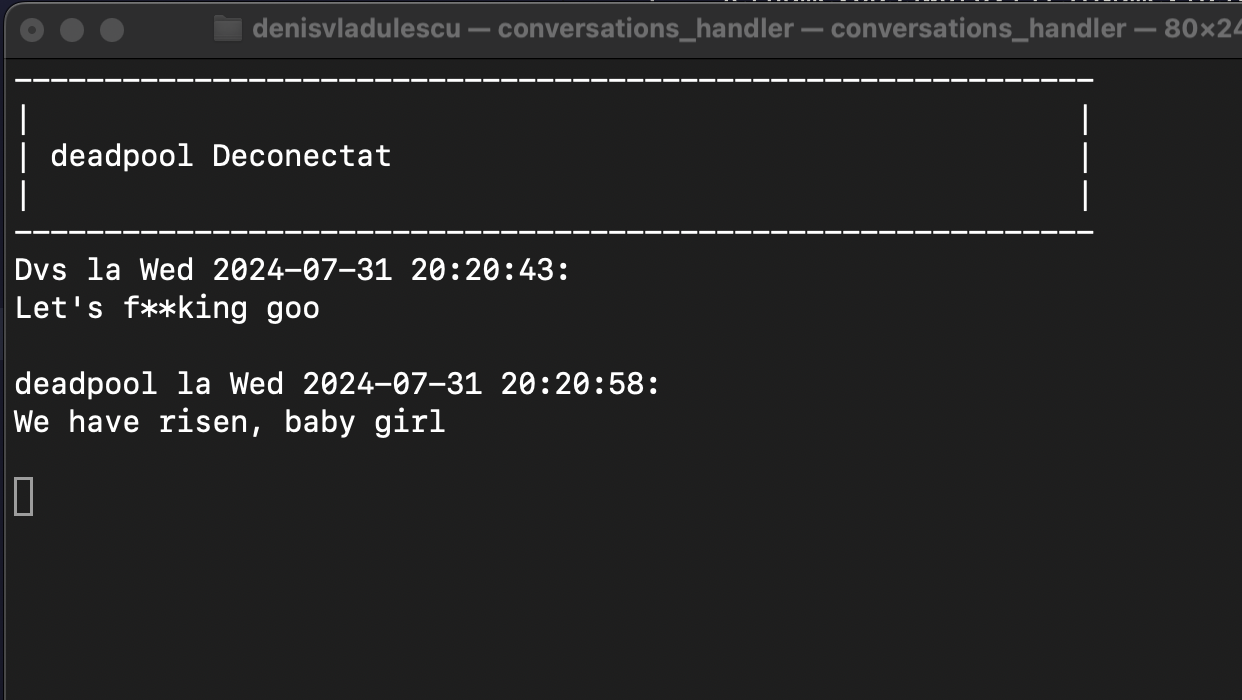 denisvladulescu — conversations_handler — conversations_handler — 80×24
------------------------------------------------------------
| |
| deadpool Deconectat |
| |
------------------------------------------------------------
Dvs la Wed 2024-07-31 20:20:43:
Let's f**king goo
deadpool la Wed 2024-07-31 20:20:58:
We have risen, baby girl